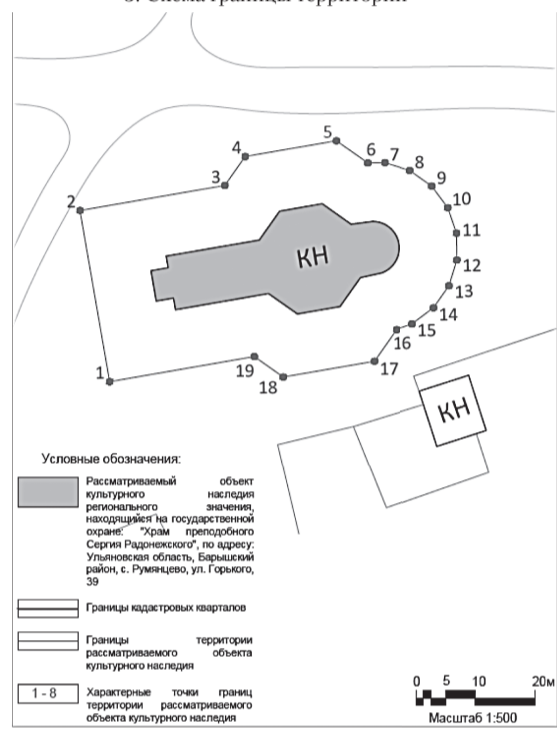 3. Схема границы территории
5
4
6 7
8
3
9
2
10
11
КН
12
13
14
15
16
19
17
1
18
КН
Условные обозначения:
Рассматриваемый объект
культурного наследия
регионального значения,
находящийся на государственной
охране: "Храм преподобного
Сергия Радонежского", по адресу:
Ульяновская область, Барышский
район, с. Румянцево, ул. Горького,
39
Границы кадастровых кварталов
Границы территории
рассматриваемого объекта
культурного наследия
1 - 8
Характерные точки границ
территории рассматриваемого
объекта культурного наследия
0 5 10 20м
Масштаб 1:500